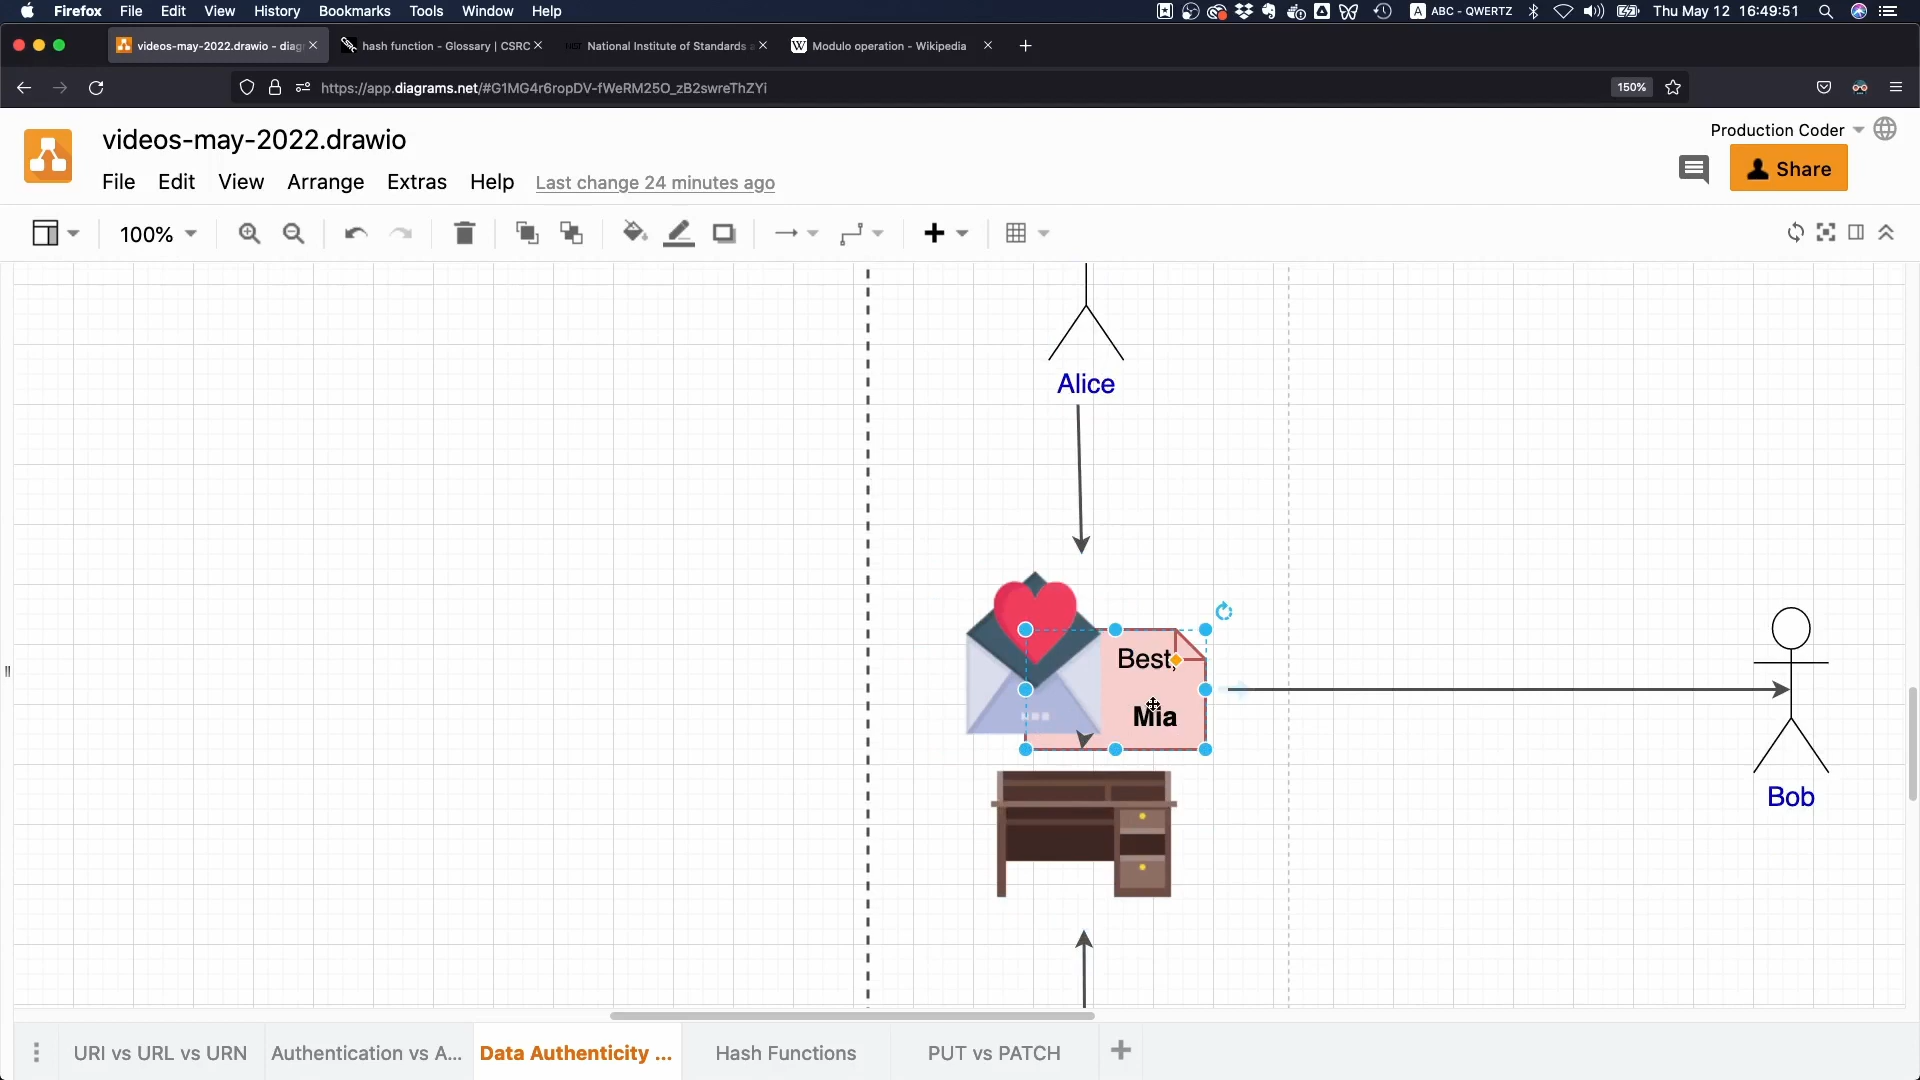 Firefox File Edit View History Bookmarks Tools Window Help
A ABC - QWERTZ Thu May 12 16:49:51
videos-may-2022.drawio - diag
hash function - Glossary | CSRC
National Institute of Standards a
W Modulo operation - Wikipedia
https://app.diagrams.net/#G1MG4r6ropDV-fWeRM25O_zB2swreThZYi
150%
videos-may-2022.drawio
Production Coder
File Edit View Arrange Extras Help Last change 24 minutes ago
Share
100%
Alice
Best,
Mia
Bob
URI vs URL vs URN
Authentication vs A...
Data Authenticity ...
Hash Functions
PUT vs PATCH